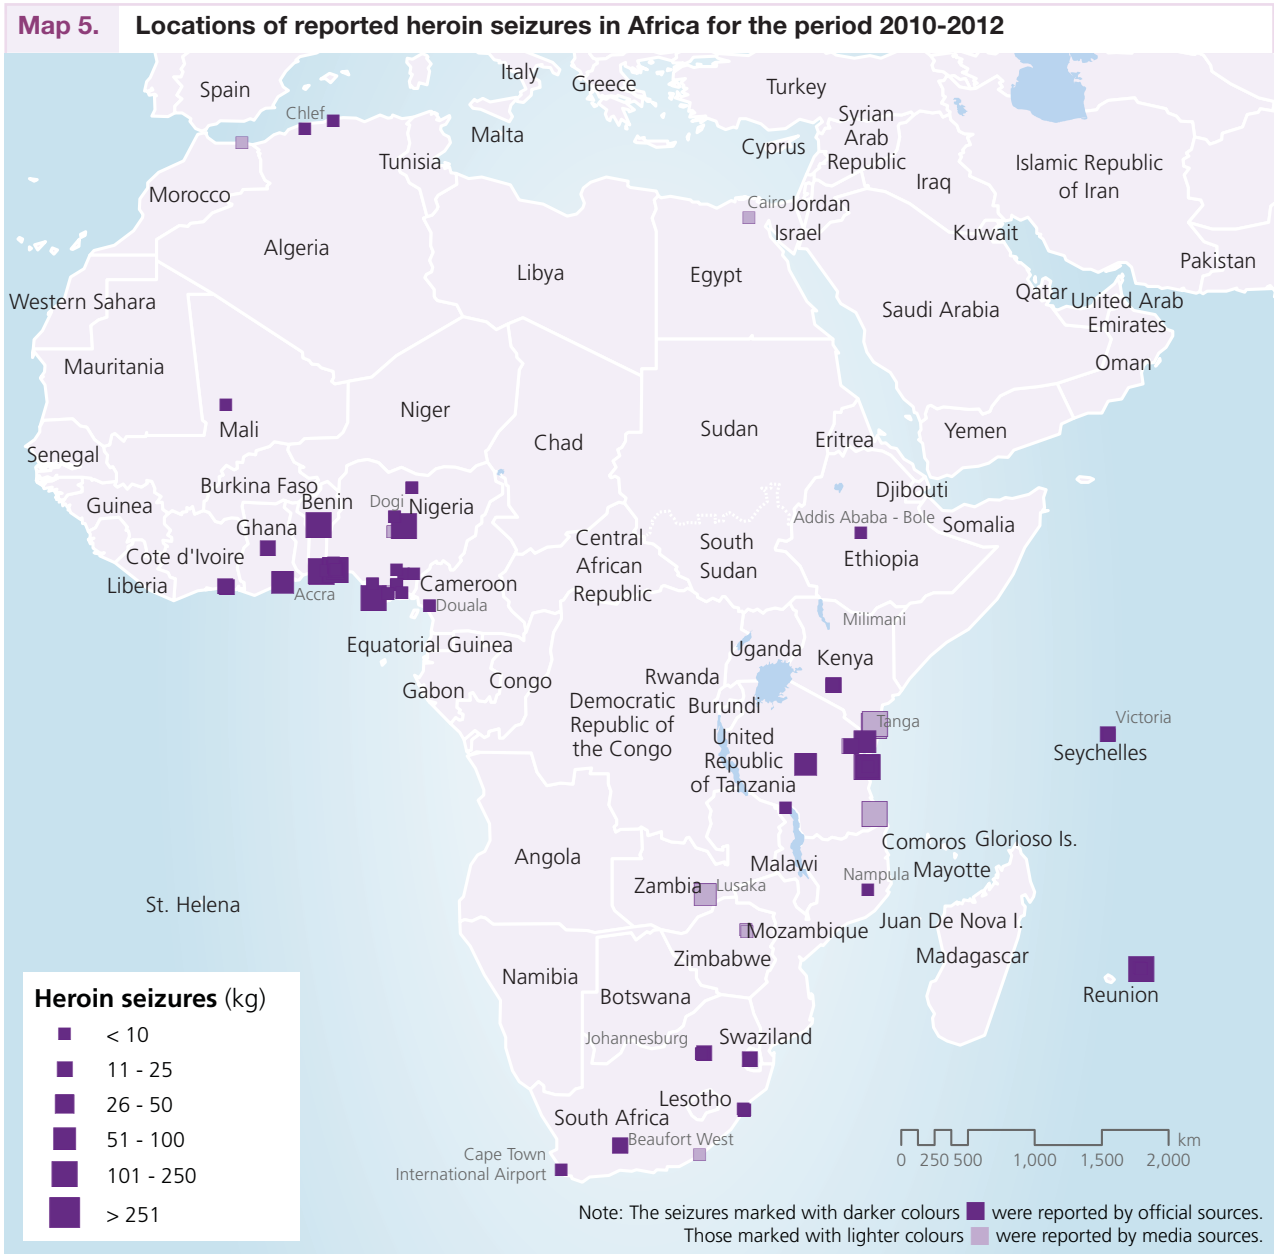 Map 5. Locations of reported heroin seizures in Africa for the period 2010-2012
Spain
Italy
Greece
Turkey
Chlef
Malta
Cyprus
Syrian
Arab
Republic
Tunisia
Iraq
Islamic Republic
of Iran
Morocco
Cairo
Jordan
Israel
Kuwait
Algeria
Libya
Egypt
Pakistan
Western Sahara
Saudi Arabia
Qatar
United Arab
Emirates
Mauritania
Oman
Mali
Niger
Chad
Sudan
Eritrea
Yemen
Senegal
Burkina Faso
Guinea
Benin
Dogi
Nigeria
Djibouti
Ghana
Addis Ababa - Bole
Somalia
Cote d'Ivoire
Central
African
Republic
South
Sudan
Ethiopia
Liberia
Accra
Cameroon
Douala
Milimani
Equatorial Guinea
Uganda
Kenya
Gabon
Congo
Rwanda
Democratic
Republic of
the Congo
Burundi
Tanga
Victoria
Seychelles
United
Republic
of Tanzania
Angola
Comoros
Glorioso Is.
Malawi
Mayotte
Zambia
Lusaka
Nampula
St. Helena
Mozambique
Juan De Nova I.
Zimbabwe
Madagascar
Namibia
Botswana
Reunion
Johannesburg
Swaziland
Lesotho
South Africa
Beaufort West
Cape Town
International Airport
Heroin seizures (kg)
< 10
11 - 25
26 - 50
51 - 100
101 - 250
> 251
km
0 250 500 1,000 1,500 2,000
Note: The seizures marked with darker colours were reported by official sources.
Those marked with lighter colours were reported by media sources.